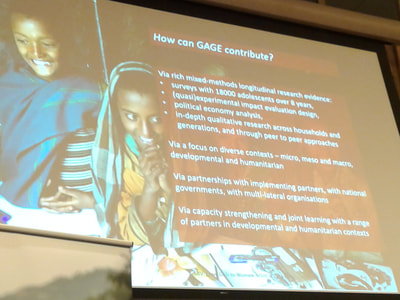 How can GAGE contribute?
Via rich mixed-methods longitudinal research evidence:
• surveys with 18000 adolescents over 6 years,
• (quasi)experimental impact evaluation design,
• political economy analysis,
• in-depth qualitative research across households and
generations, and through peer to peer approaches
Via a focus on diverse contexts – micro, meso and macro,
developmental and humanitarian
Via partnerships with implementing partners, with national
governments, with multi-lateral organisations
Via capacity strengthening and joint learning with a range
of partners in developmental and humanitarian contexts